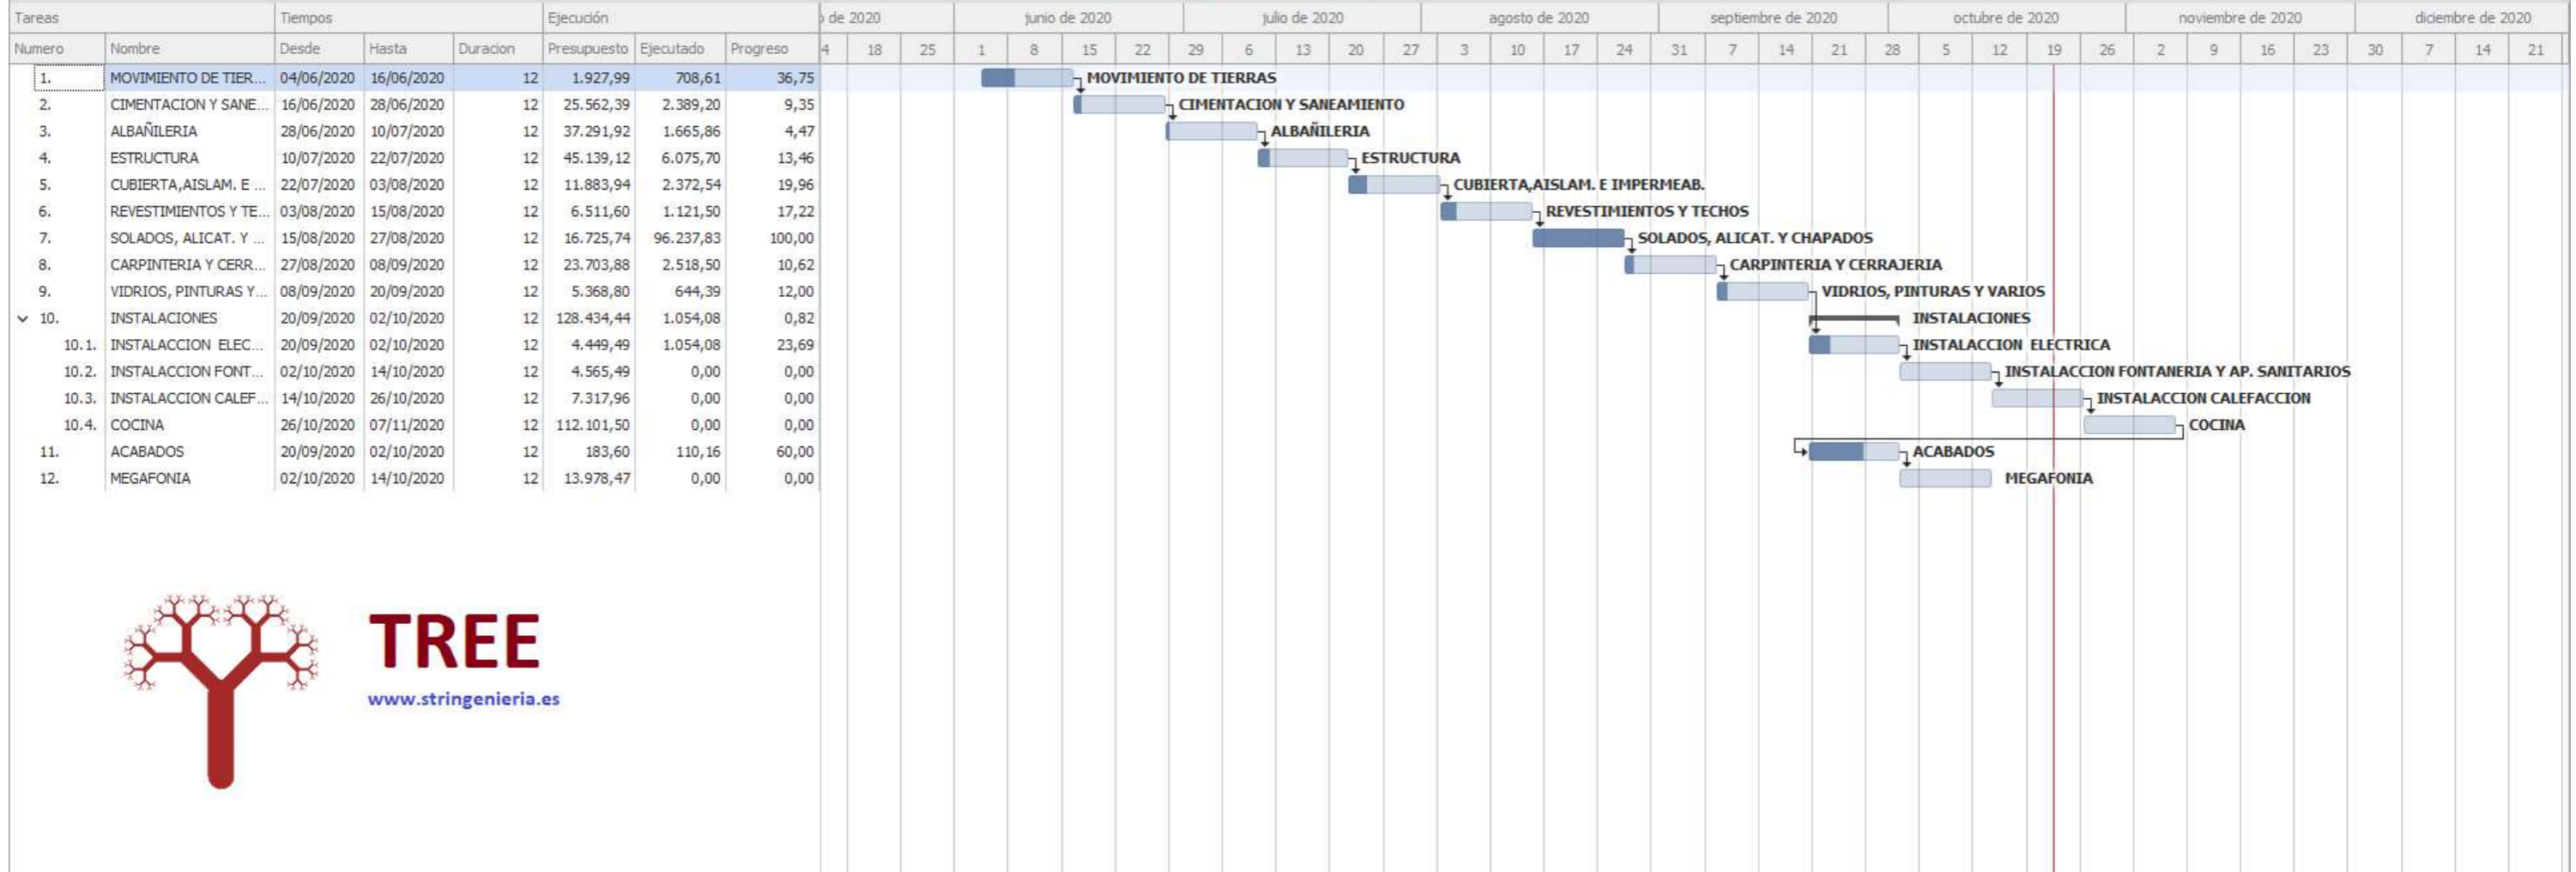 Tareas Tiempos Ejecución de 2020 junio de 2020 julio de 2020 agosto de 2020 septiembre de 2020 octubre de 2020 noviembre de 2020 diciembre de 2020
Numero Nombre Desde Hasta Duracion Presupuesto Ejecutado Progreso 4 18 25 1 8 15 22 29 6 13 20 27 3 10 17 24 31 7 14 21 28 5 12 19 26 2 9 16 23 30 7 14 21
1. MOVIMIENTO DE TIER... 04/06/2020 16/06/2020 12 1.927,99 708,61 36,75 MOVIMIENTO DE TIERRAS
2. CIMENTACION Y SANE... 16/06/2020 28/06/2020 12 25.562,39 2.389,20 9,35 CIMENTACION Y SANEAMIENTO
3. ALBAÑILERIA 28/06/2020 10/07/2020 12 37.291,92 1.665,86 4,47 ALBAÑILERIA
4. ESTRUCTURA 10/07/2020 22/07/2020 12 45.139,12 6.075,70 13,46 ESTRUCTURA
5. CUBIERTA,AISLAM. E ... 22/07/2020 03/08/2020 12 11.883,94 2.372,54 19,96 CUBIERTA,AISLAM. E IMPERMEAB.
6. REVESTIMIENTOS Y TE... 03/08/2020 15/08/2020 12 6.511,60 1.121,50 17,22 REVESTIMIENTOS Y TECHOS
7. SOLADOS, ALICAT. Y ... 15/08/2020 27/08/2020 12 16.725,74 96.237,83 100,00 SOLADOS, ALICAT. Y CHAPADOS
8. CARPINTERIA Y CERR... 27/08/2020 08/09/2020 12 23.703,88 2.518,50 10,62 CARPINTERIA Y CERRAJERIA
9. VIDRIOS, PINTURAS Y... 08/09/2020 20/09/2020 12 5.368,80 644,39 12,00 VIDRIOS, PINTURAS Y VARIOS
10. INSTALACIONES 20/09/2020 02/10/2020 12 128.434,44 1.054,08 0,82 INSTALACIONES
10.1. INSTALACCION ELEC... 20/09/2020 02/10/2020 12 4.449,49 1.054,08 23,69 INSTALACCION ELECTRICA
10.2. INSTALACCION FONT... 02/10/2020 14/10/2020 12 4.565,49 0,00 0,00 INSTALACCION FONTANERIA Y AP. SANITARIOS
10.3. INSTALACCION CALEF... 14/10/2020 26/10/2020 12 7.317,96 0,00 0,00 INSTALACCION CALEFACCION
10.4. COCINA 26/10/2020 07/11/2020 12 112.101,50 0,00 0,00 COCINA
11. ACABADOS 20/09/2020 02/10/2020 12 183,60 110,16 60,00 ACABADOS
12. MEGAFONIA 02/10/2020 14/10/2020 12 13.978,47 0,00 0,00 MEGAFONIA
TREE
www.stringenieria.es